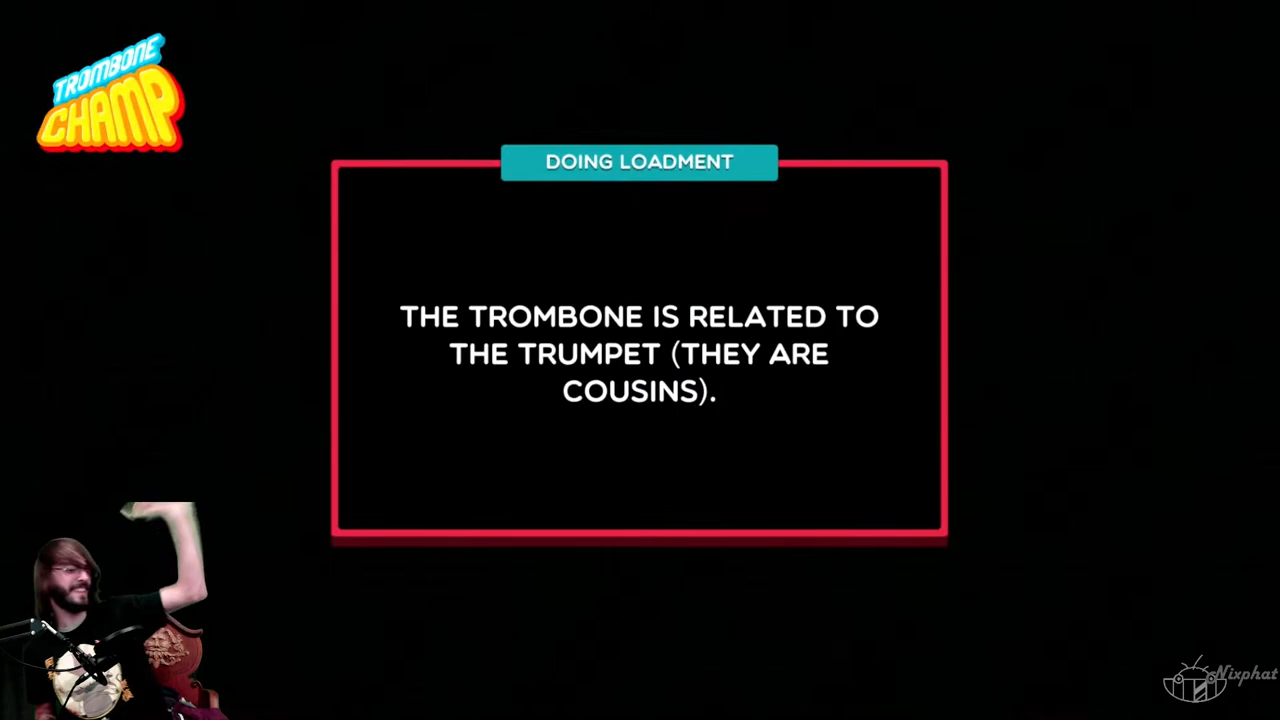 TROMBONE
CHAMP
DOING LOADMENT
THE TROMBONE IS RELATED TO
THE TRUMPET (THEY ARE
COUSINS).
Nixphat